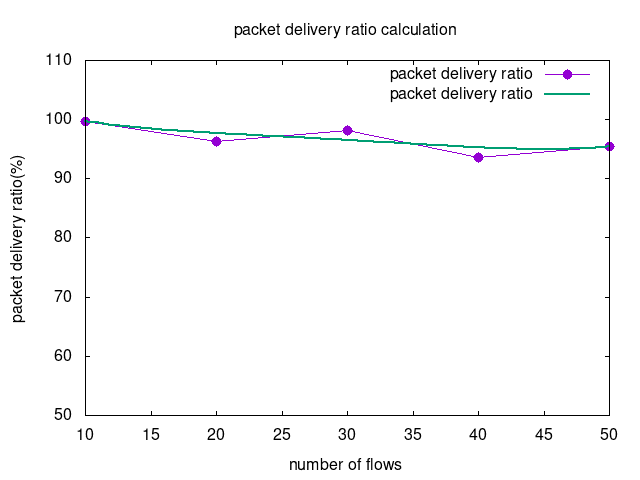 packet delivery ratio calculation
packet delivery ratio
packet delivery ratio
110
100
90
80
70
60
50
packet delivery ratio(%)
10 15 20 25 30 35 40 45 50
number of flows